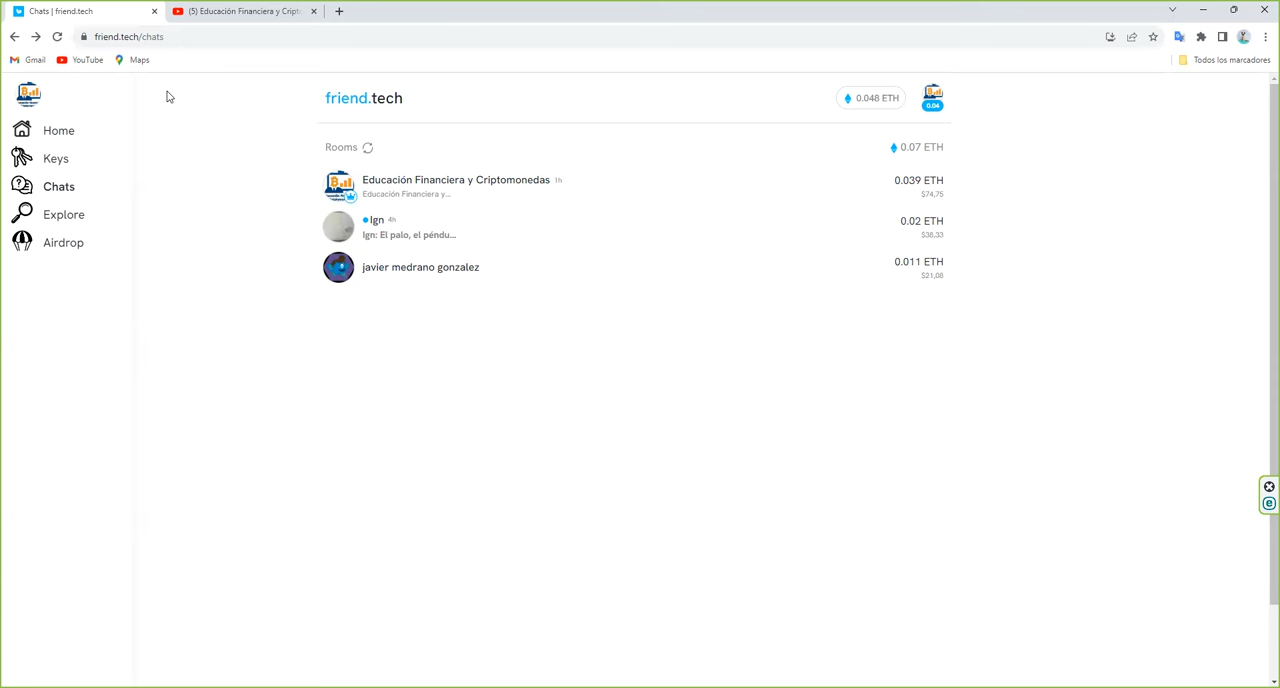 Chats | friend.tech
(5) Educación Financiera y Cripto
friend.tech/chats
Gmail
YouTube
Maps
Todos los marcadores
friend.tech
0.048 ETH
0.04
Home
Keys
Chats
Explore
Airdrop
Rooms
0.07 ETH
Educación Financiera y Criptomonedas 1h
Educación Financiera y...
0.039 ETH
$74,75
Ign 4h
Ign: El palo, el péndu...
0.02 ETH
$38,33
javier medrano gonzalez
0.011 ETH
$21,08